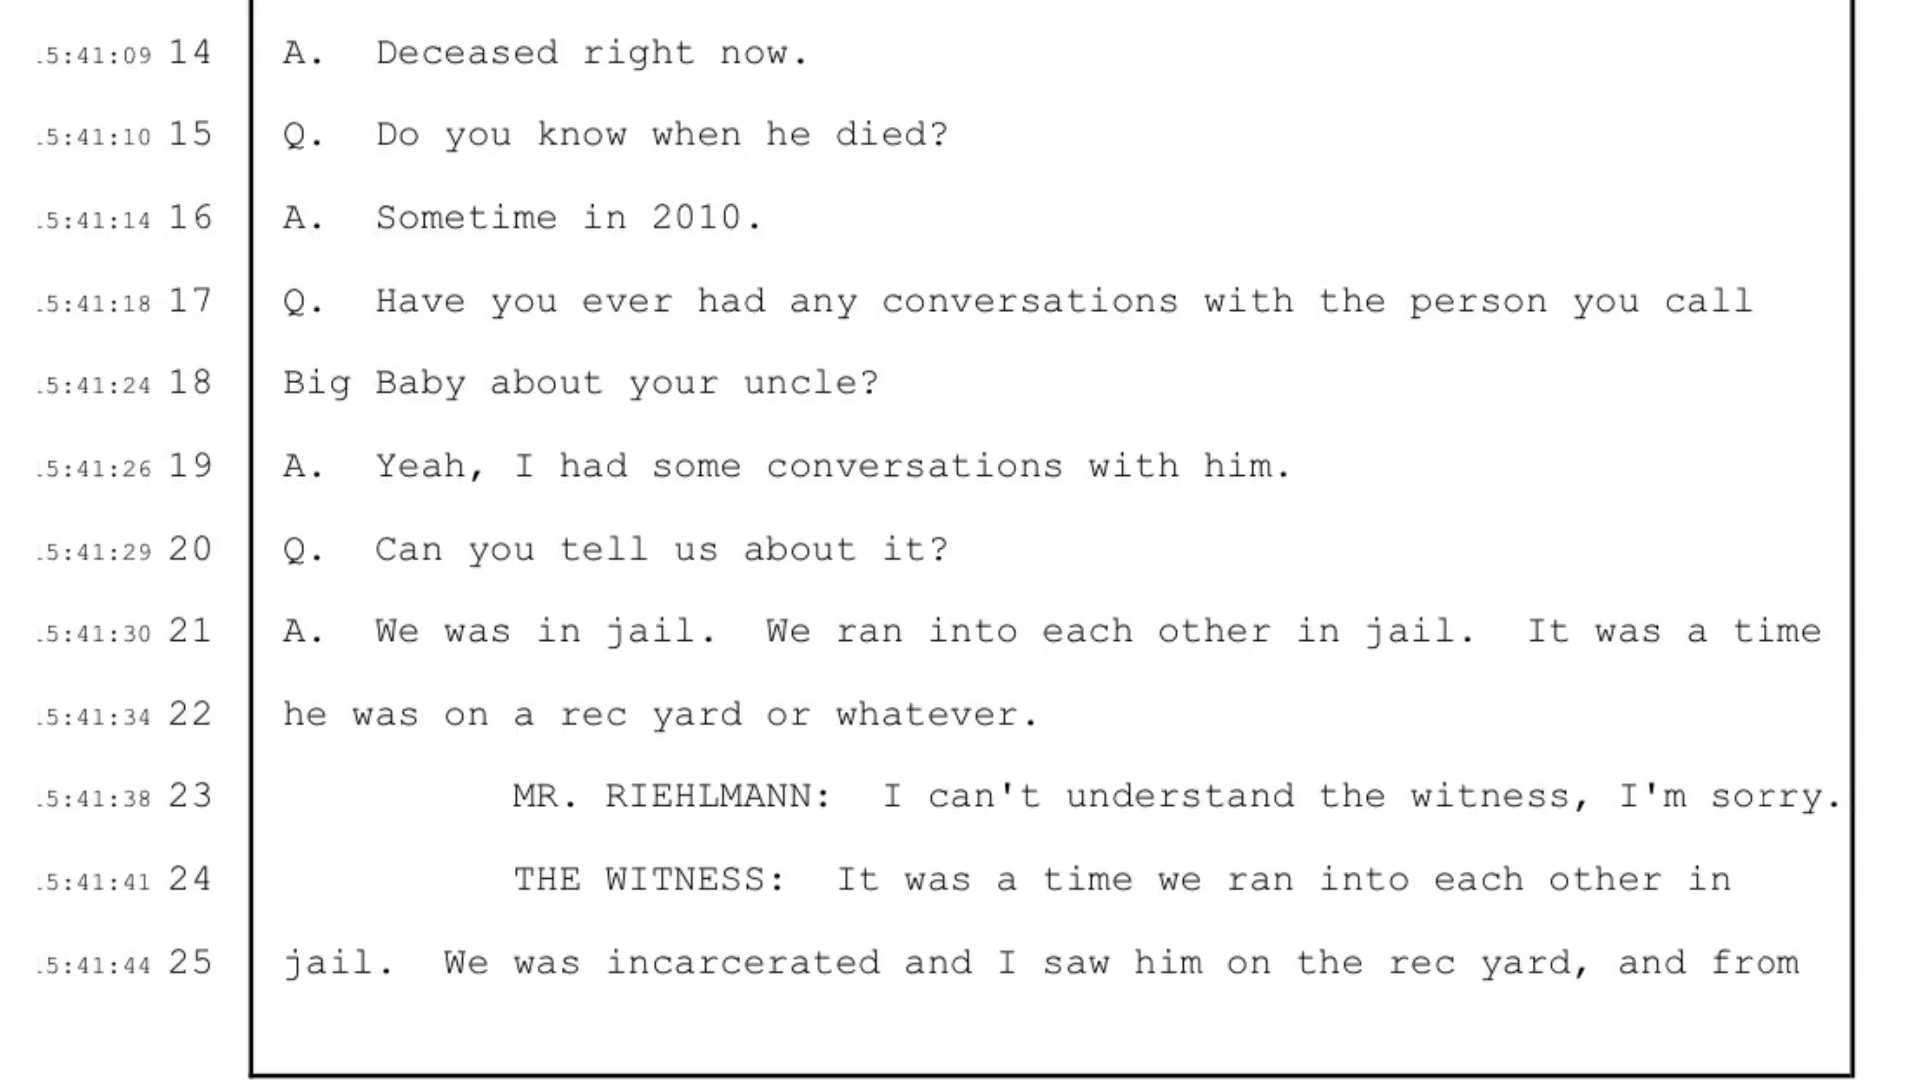 .5:41:09 14 A. Deceased right now.
.5:41:10 15 Q. Do you know when he died?
.5:41:14 16 A. Sometime in 2010.
.5:41:18 17 Q. Have you ever had any conversations with the person you call
.5:41:24 18 Big Baby about your uncle?
.5:41:26 19 A. Yeah, I had some conversations with him.
.5:41:29 20 Q. Can you tell us about it?
.5:41:30 21 A. We was in jail. We ran into each other in jail. It was a time
.5:41:34 22 he was on a rec yard or whatever.
.5:41:38 23 MR. RIEHLMANN: I can't understand the witness, I'm sorry.
.5:41:41 24 THE WITNESS: It was a time we ran into each other in
.5:41:44 25 jail. We was incarcerated and I saw him on the rec yard, and from